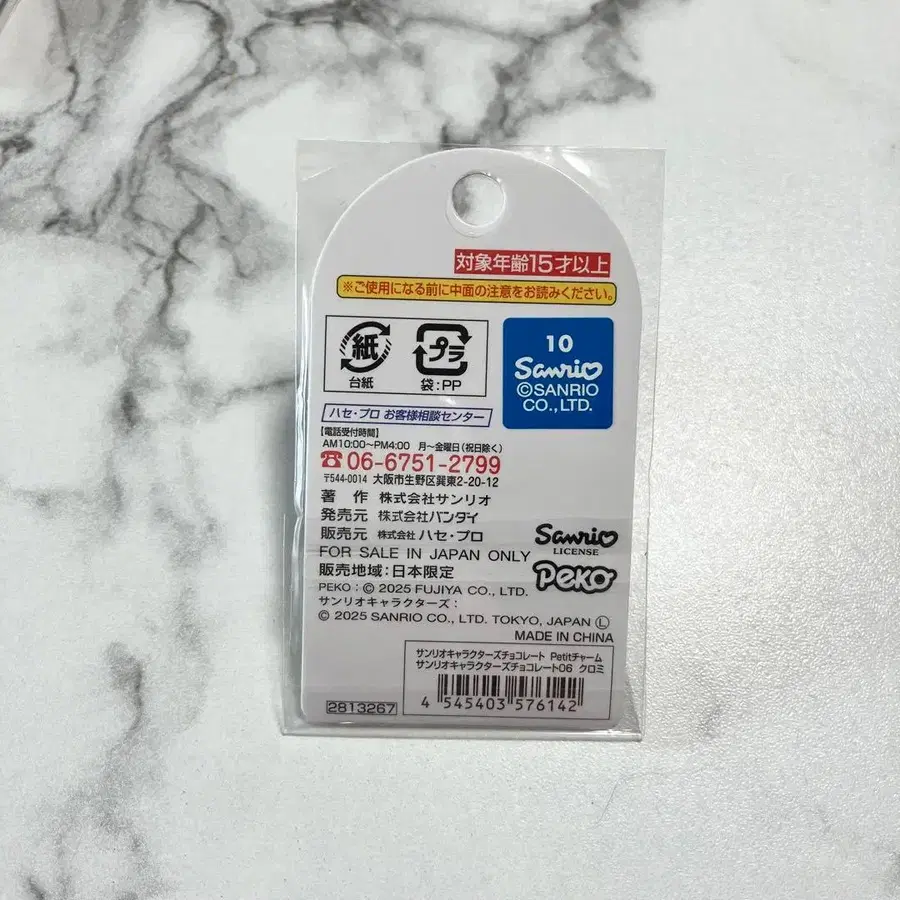 対象年齢15才以上
※ご使用になる前に中面の注意をお読みください。
紙
台紙
プラ
袋:PP
10
Sanrio
©SANRIO
CO.,LTD.
ハセ・プロ お客様相談センター
【電話受付時間】
AM10:00〜PM4:00 月〜金曜日(祝日除く)
☎06-6751-2799
〒544-0014 大阪市生野区巽東2-20-12
著 作 株式会社サンリオ
発売元 株式会社バンダイ
販売元 株式会社 ハセ・プロ
FOR SALE IN JAPAN ONLY
販売地域:日本限定
Sanrio
LICENSE
PEKO
PEKO:© 2025 FUJIYA CO., LTD.
サンリオキャラクターズ:
© 2025 SANRIO CO., LTD. TOKYO, JAPAN Ⓛ
MADE IN CHINA
サンリオキャラクターズチョコレート Petitチャーム
サンリオキャラクターズチョコレート06 クロミ
4 545403 576142
2813267